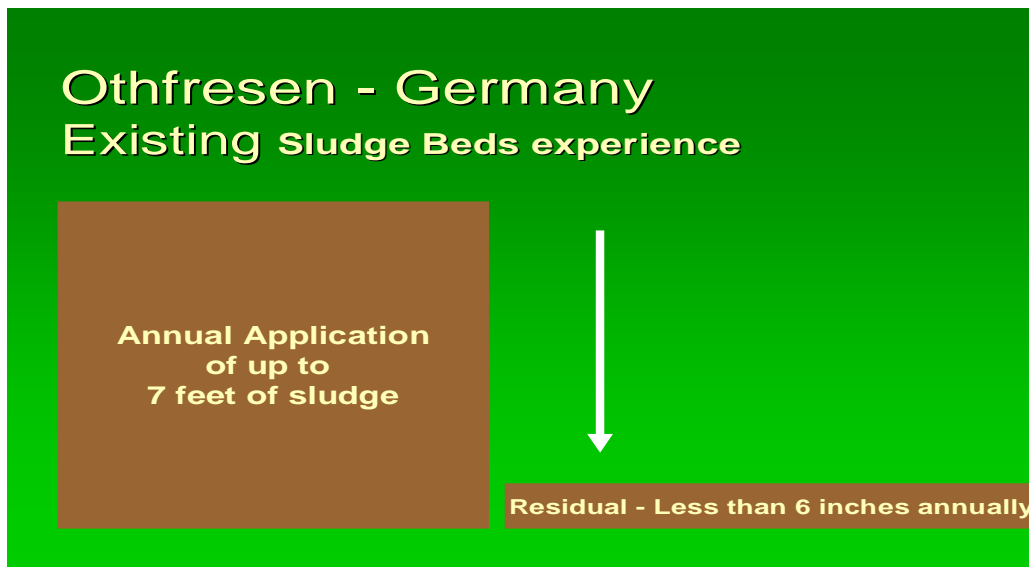 Othfresen - Germany
Existing Sludge Beds experience
Annual Application
of up to
7 feet of sludge
Residual - Less than 6 inches annually